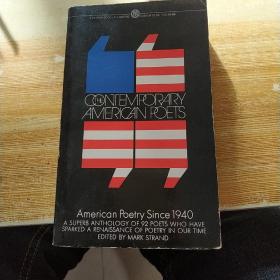 THE
CONTEMPORARY
AMERICAN POETS
American Poetry Since 1940
A SUPERB ANTHOLOGY OF 92 POETS WHO HAVE
SPARKED A RENAISSANCE OF POETRY IN OUR TIME
EDITED BY MARK STRAND